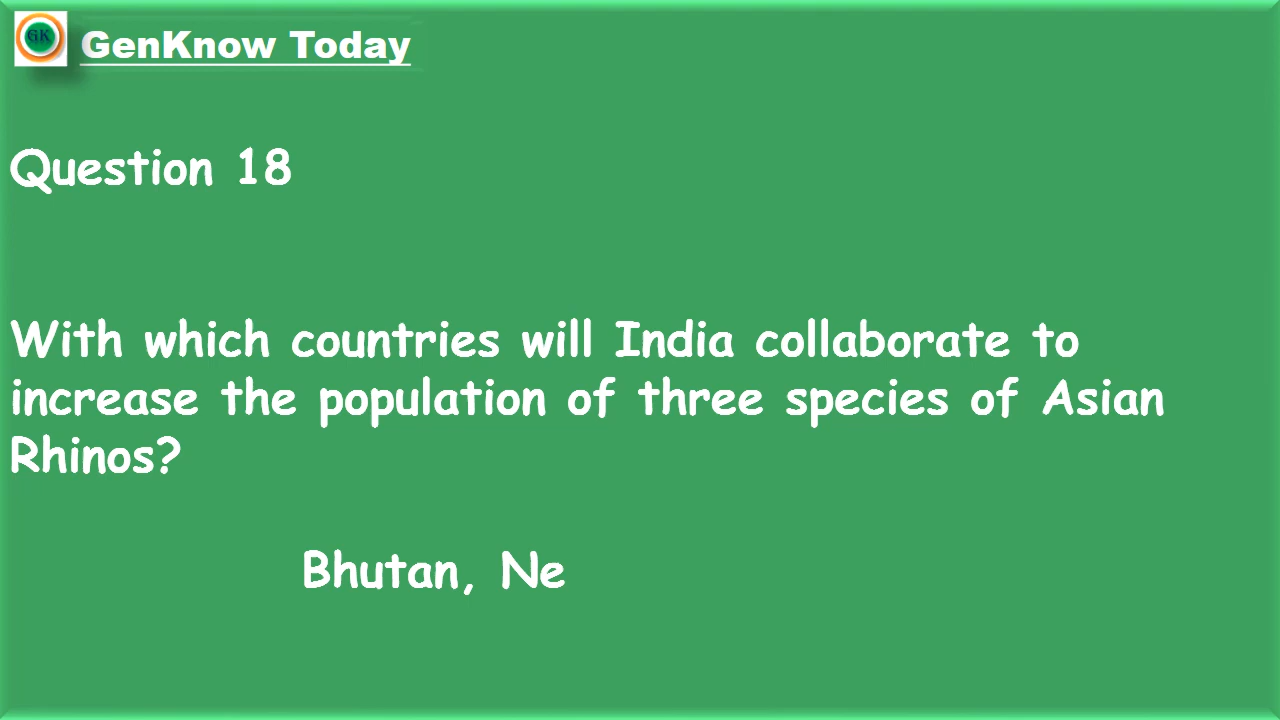 GK
GenKnow Today
Question 18
With which countries will India collaborate to
increase the population of three species of Asian
Rhinos?
Bhutan, Ne